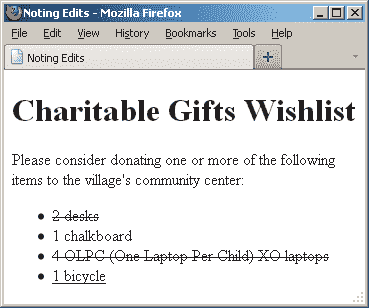 Noting Edits - Mozilla Firefox
File Edit View History Bookmarks Tools Help
Noting Edits
Charitable Gifts Wishlist
Please consider donating one or more of the following
items to the village's community center:
2 desks
1 chalkboard
4 OLPC (One Laptop Per Child) XO laptops
1 bicycle